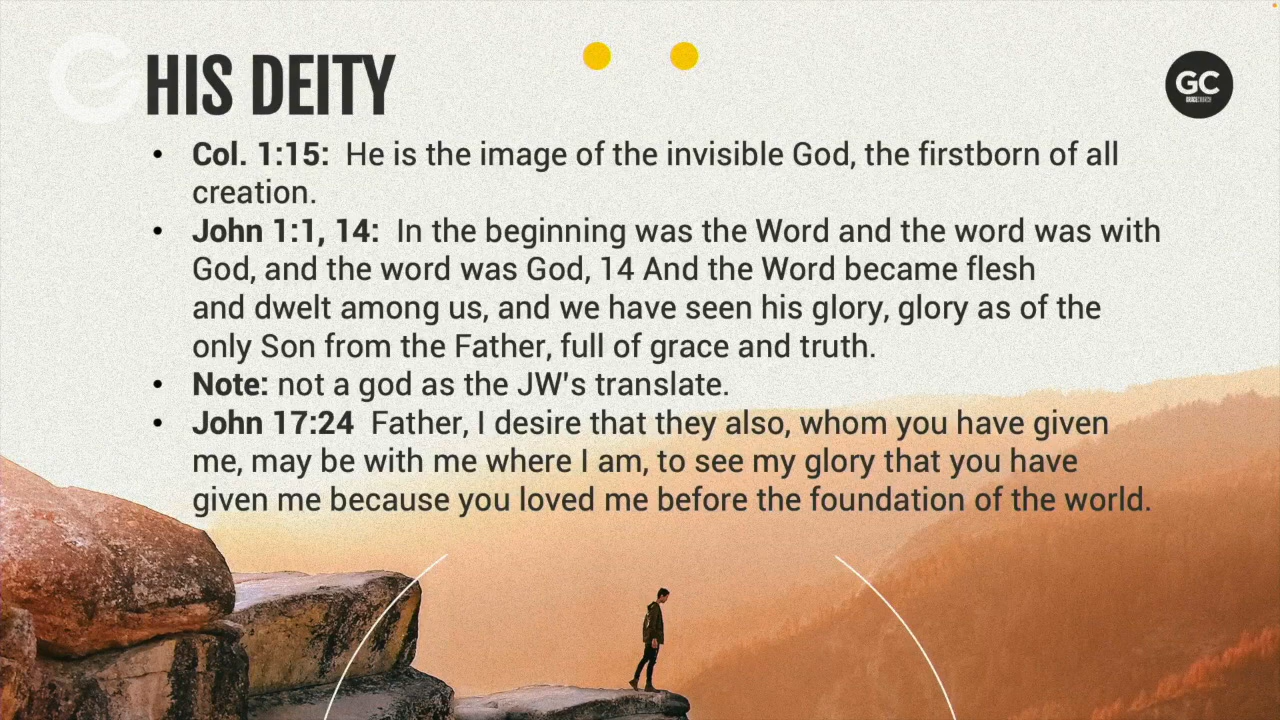 HIS DEITY
GC
GRACECHURCH
• Col. 1:15: He is the image of the invisible God, the firstborn of all
creation.
• John 1:1, 14: In the beginning was the Word and the word was with
God, and the word was God, 14 And the Word became flesh
and dwelt among us, and we have seen his glory, glory as of the
only Son from the Father, full of grace and truth.
• Note: not a god as the JW's translate.
• John 17:24 Father, I desire that they also, whom you have given
me, may be with me where I am, to see my glory that you have
given me because you loved me before the foundation of the world.